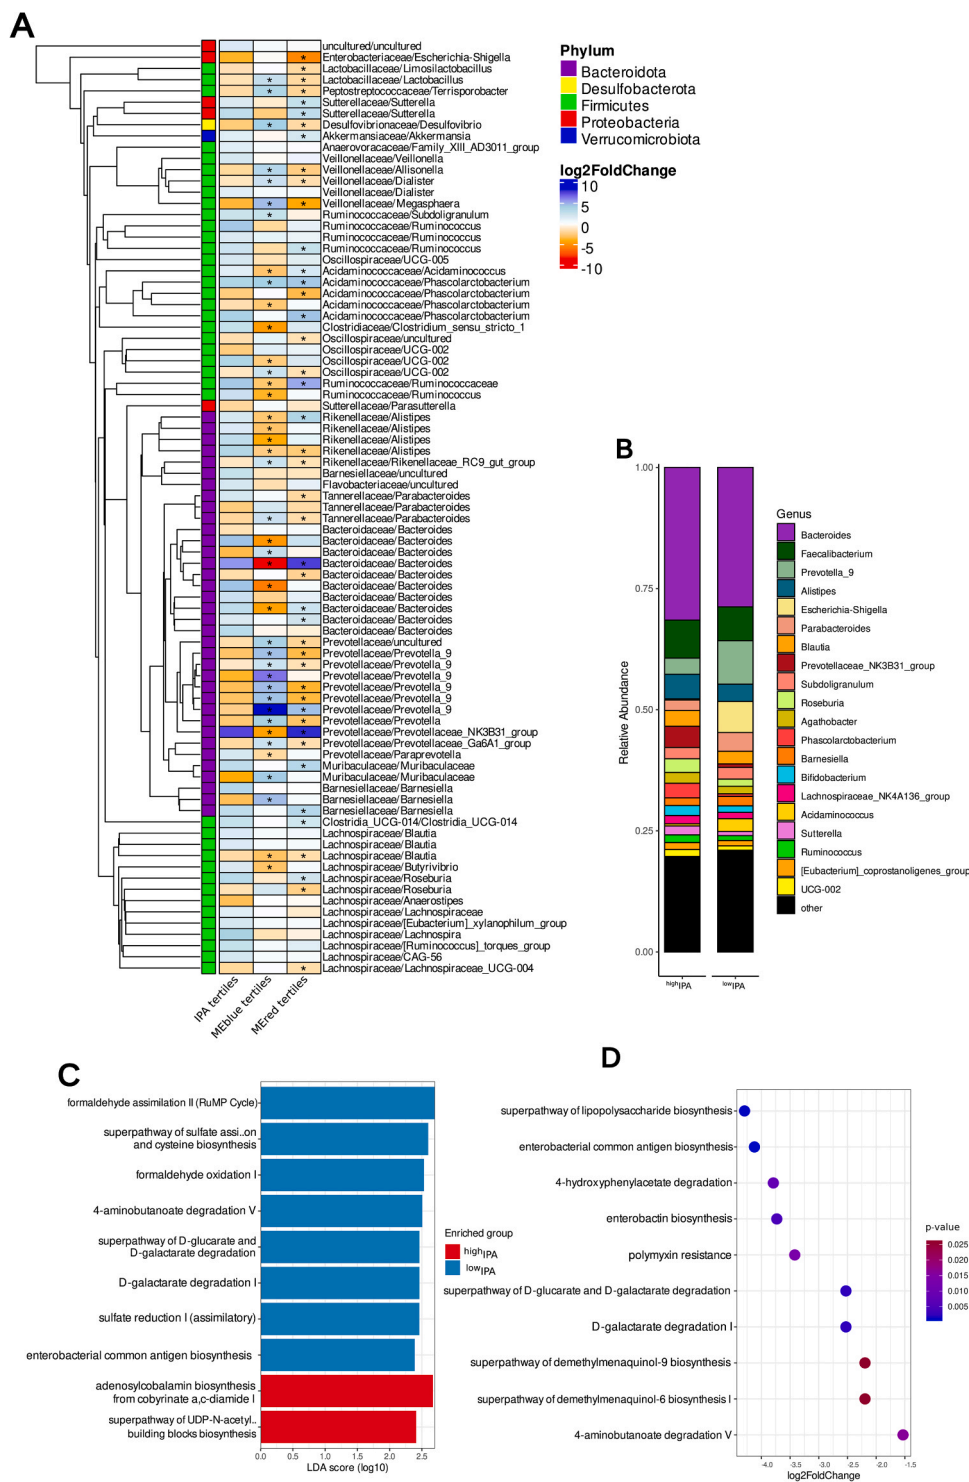 A
uncultured/uncultured
Enterobacteriaceae/Escherichia-Shigella
Lactobacillaceae/Limosilactobacillus
Lactobacillaceae/Lactobacillus
Peptostreptococcaceae/Terrisporobacter
Sutterellaceae/Sutterella
Sutterellaceae/Sutterella
Desulfovibrionaceae/Desulfovibrio
Akkermansiaceae/Akkermansia
Anaerovoracaceae/Family_XIII_AD3011_group
Veillonellaceae/Veillonella
Veillonellaceae/Allisonella
Veillonellaceae/Dialister
Veillonellaceae/Dialister
Veillonellaceae/Megasphaera
Ruminococcaceae/Subdoligranulum
Ruminococcaceae/Ruminococcus
Ruminococcaceae/Ruminococcus
Ruminococcaceae/Ruminococcus
Oscillospiraceae/UCG-005
Acidaminococcaceae/Acidaminococcus
Acidaminococcaceae/Phascolarctobacterium
Acidaminococcaceae/Phascolarctobacterium
Acidaminococcaceae/Phascolarctobacterium
Acidaminococcaceae/Phascolarctobacterium
Clostridiaceae/Clostridium_sensu_stricto_1
Oscillospiraceae/uncultured
Oscillospiraceae/UCG-002
Oscillospiraceae/UCG-002
Oscillospiraceae/UCG-002
Ruminococcaceae/Ruminococcaceae
Ruminococcaceae/Ruminococcus
Sutterellaceae/Parasutterella
Rikenellaceae/Alistipes
Rikenellaceae/Alistipes
Rikenellaceae/Alistipes
Rikenellaceae/Alistipes
Rikenellaceae/Rikenellaceae_RC9_gut_group
Barnesiellaceae/uncultured
Flavobacteriaceae/uncultured
Tannerellaceae/Parabacteroides
Tannerellaceae/Parabacteroides
Tannerellaceae/Parabacteroides
Bacteroidaceae/Bacteroides
Bacteroidaceae/Bacteroides
Bacteroidaceae/Bacteroides
Bacteroidaceae/Bacteroides
Bacteroidaceae/Bacteroides
Bacteroidaceae/Bacteroides
Bacteroidaceae/Bacteroides
Bacteroidaceae/Bacteroides
Bacteroidaceae/Bacteroides
Bacteroidaceae/Bacteroides
Prevotellaceae/uncultured
Prevotellaceae/Prevotella_9
Prevotellaceae/Prevotella_9
Prevotellaceae/Prevotella_9
Prevotellaceae/Prevotella_9
Prevotellaceae/Prevotella_9
Prevotellaceae/Prevotella_9
Prevotellaceae/Prevotella
Prevotellaceae/Prevotellaceae_NK3B31_group
Prevotellaceae/Prevotellaceae_Ga6A1_group
Prevotellaceae/Paraprevotella
Muribaculaceae/Muribaculaceae
Muribaculaceae/Muribaculaceae
Barnesiellaceae/Barnesiella
Barnesiellaceae/Barnesiella
Barnesiellaceae/Barnesiella
Clostridia_UCG-014/Clostridia_UCG-014
Lachnospiraceae/Blautia
Lachnospiraceae/Blautia
Lachnospiraceae/Blautia
Lachnospiraceae/Butyrivibrio
Lachnospiraceae/Roseburia
Lachnospiraceae/Roseburia
Lachnospiraceae/Anaerostipes
Lachnospiraceae/Lachnospiraceae
Lachnospiraceae/[Eubacterium]_xylanophilum_group
Lachnospiraceae/Lachnospira
Lachnospiraceae/[Ruminococcus]_torques_group
Lachnospiraceae/CAG-56
Lachnospiraceae/Lachnospiraceae_UCG-004
IPA tertiles
MEblue tertiles
MEred tertiles
Phylum
Bacteroidota
Desulfobacterota
Firmicutes
Proteobacteria
Verrucomicrobiota
log2FoldChange
10
5
0
-5
-10
B
Relative Abundance
1.00
0.75
0.50
0.25
0.00
highIPA
lowIPA
Genus
Bacteroides
Faecalibacterium
Prevotella_9
Alistipes
Escherichia-Shigella
Parabacteroides
Blautia
Prevotellaceae_NK3B31_group
Subdoligranulum
Roseburia
Agathobacter
Phascolarctobacterium
Barnesiella
Bifidobacterium
Lachnospiraceae_NK4A136_group
Acidaminococcus
Sutterella
Ruminococcus
[Eubacterium]_coprostanoligenes_group
UCG-002
other
C
formaldehyde assimilation II (RuMP Cycle)
superpathway of sulfate assi..on
and cysteine biosynthesis
formaldehyde oxidation I
4-aminobutanoate degradation V
superpathway of D-glucarate and
D-galactarate degradation
D-galactarate degradation I
sulfate reduction I (assimilatory)
enterobacterial common antigen biosynthesis
adenosylcobalamin biosynthesis
from cobyrinate a,c-diamide I
superpathway of UDP-N-acetyl..
building blocks biosynthesis
0.0 0.5 1.0 1.5 2.0 2.5
LDA score (log10)
Enriched group
highIPA
lowIPA
D
superpathway of lipopolysaccharide biosynthesis
enterobacterial common antigen biosynthesis
4-hydroxyphenylacetate degradation
enterobactin biosynthesis
polymyxin resistance
superpathway of D-glucarate and D-galactarate degradation
D-galactarate degradation I
superpathway of demethylmenaquinol-9 biosynthesis
superpathway of demethylmenaquinol-6 biosynthesis I
4-aminobutanoate degradation V
-4.0 -3.5 -3.0 -2.5 -2.0 -1.5
log2FoldChange
p-value
0.025
0.020
0.015
0.010
0.005